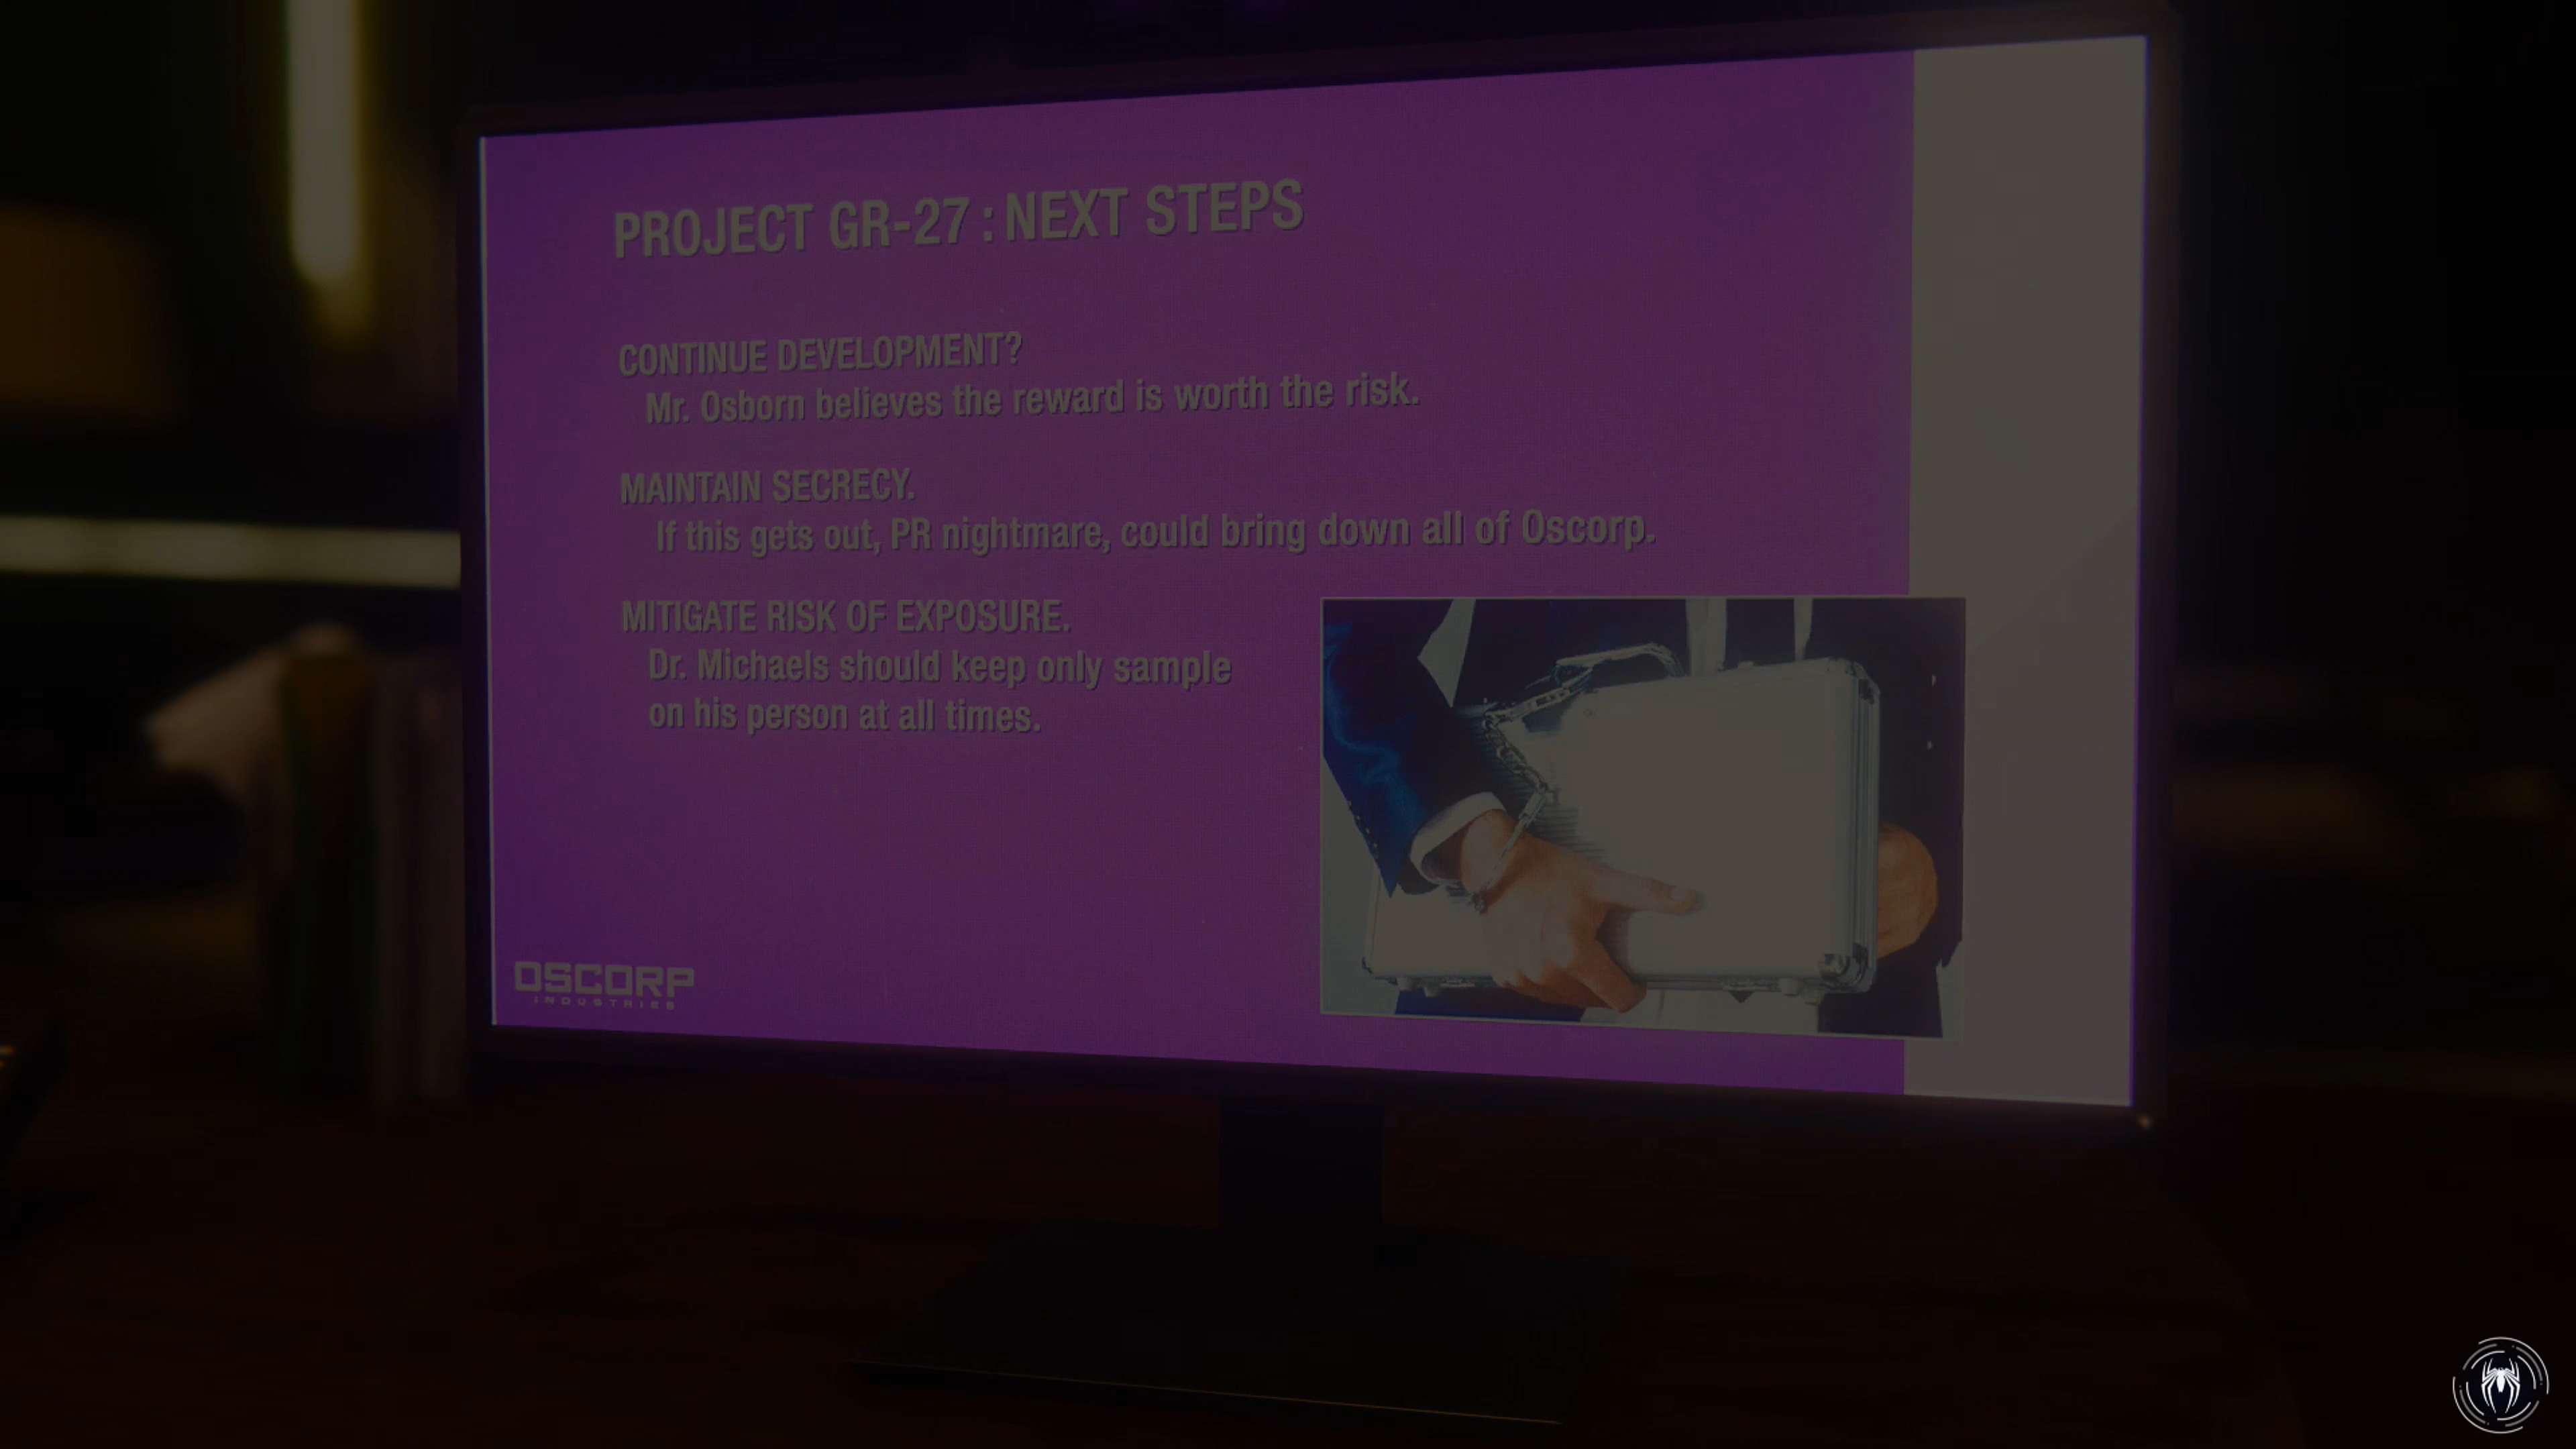 PROJECT GR-27 : NEXT STEPS
CONTINUE DEVELOPMENT?
Mr. Osborn believes the reward is worth the risk.
MAINTAIN SECRECY.
If this gets out, PR nightmare, could bring down all of Oscorp.
MITIGATE RISK OF EXPOSURE.
Dr. Michaels should keep only sample
on his person at all times.
OSCORP
INDUSTRIES